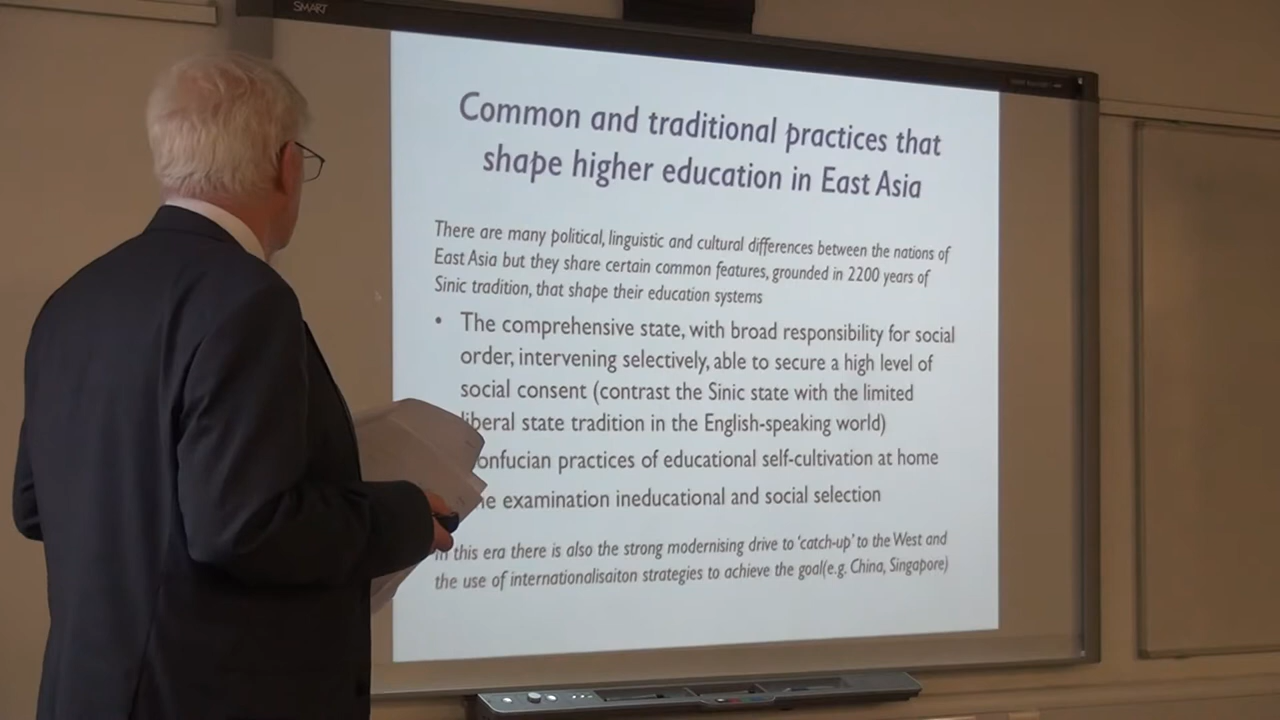 SMART
Common and traditional practices that
shape higher education in East Asia
There are many political, linguistic and cultural differences between the nations of
East Asia but they share certain common features, grounded in 2200 years of
Sinic tradition, that shape their education systems
• The comprehensive state, with broad responsibility for social
order, intervening selectively, able to secure a high level of
social consent (contrast the Sinic state with the limited
liberal state tradition in the English-speaking world)
onfucian practices of educational self-cultivation at home
he examination ineducational and social selection
In this era there is also the strong modernising drive to 'catch-up' to the West and
the use of internationalisaiton strategies to achieve the goal(e.g. China, Singapore)